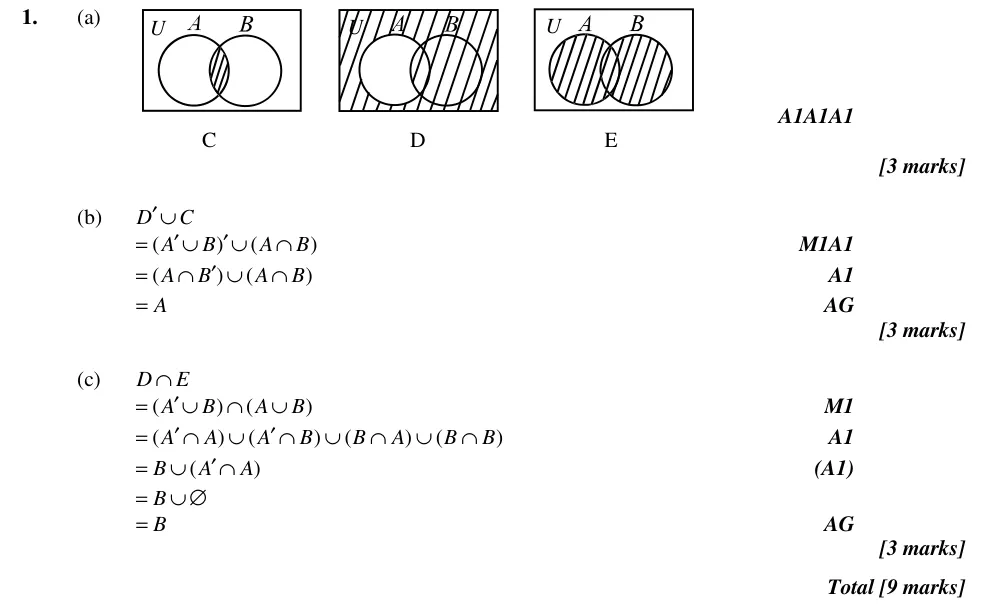 1. (a) U A B U A B U A B
A1A1A1
C D E
[3 marks]
(b) D′ ∪ C
= (A′ ∪ B)′ ∪ (A ∩ B) M1A1
= (A ∩ B′) ∪ (A ∩ B) A1
= A AG
[3 marks]
(c) D ∩ E
= (A′ ∪ B) ∩ (A ∪ B) M1
= (A′ ∩ A) ∪ (A′ ∩ B) ∪ (B ∩ A) ∪ (B ∩ B) A1
= B ∪ (A′ ∩ A) (A1)
= B ∪ ∅
= B AG
[3 marks]
Total [9 marks]